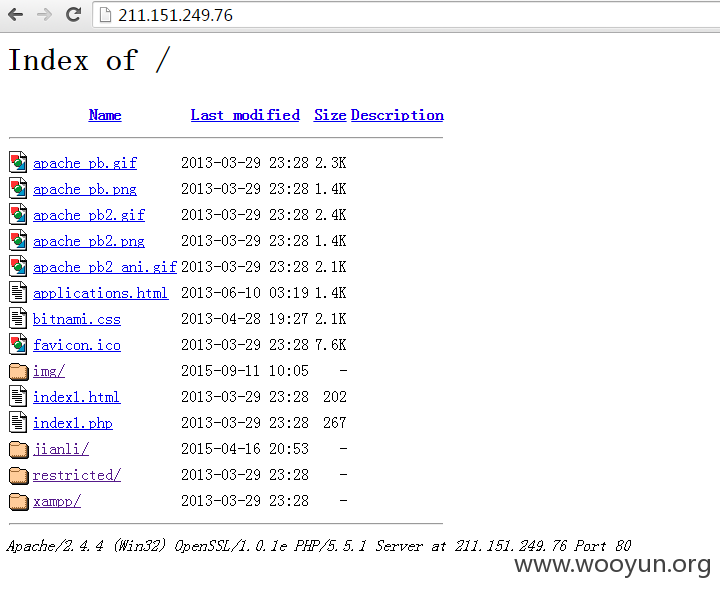 211.151.249.76
Index of /
Name Last modified Size Description
apache_pb.gif 2013-03-29 23:28 2.3K
apache_pb.png 2013-03-29 23:28 1.4K
apache_pb2.gif 2013-03-29 23:28 2.4K
apache_pb2.png 2013-03-29 23:28 1.4K
apache_pb2_ani.gif 2013-03-29 23:28 2.1K
applications.html 2013-06-10 03:19 1.4K
bitnami.css 2013-04-28 19:27 2.1K
favicon.ico 2013-03-29 23:28 7.6K
img/ 2015-09-11 10:05 -
index1.html 2013-03-29 23:28 202
index1.php 2013-03-29 23:28 267
jianli/ 2015-04-16 20:53 -
restricted/ 2013-03-29 23:28 -
xampp/ 2013-03-29 23:28 -
Apache/2.4.4 (Win32) OpenSSL/1.0.1e PHP/5.5.1 Server at 211.151.249.76 Port 80
www.wooyun.org